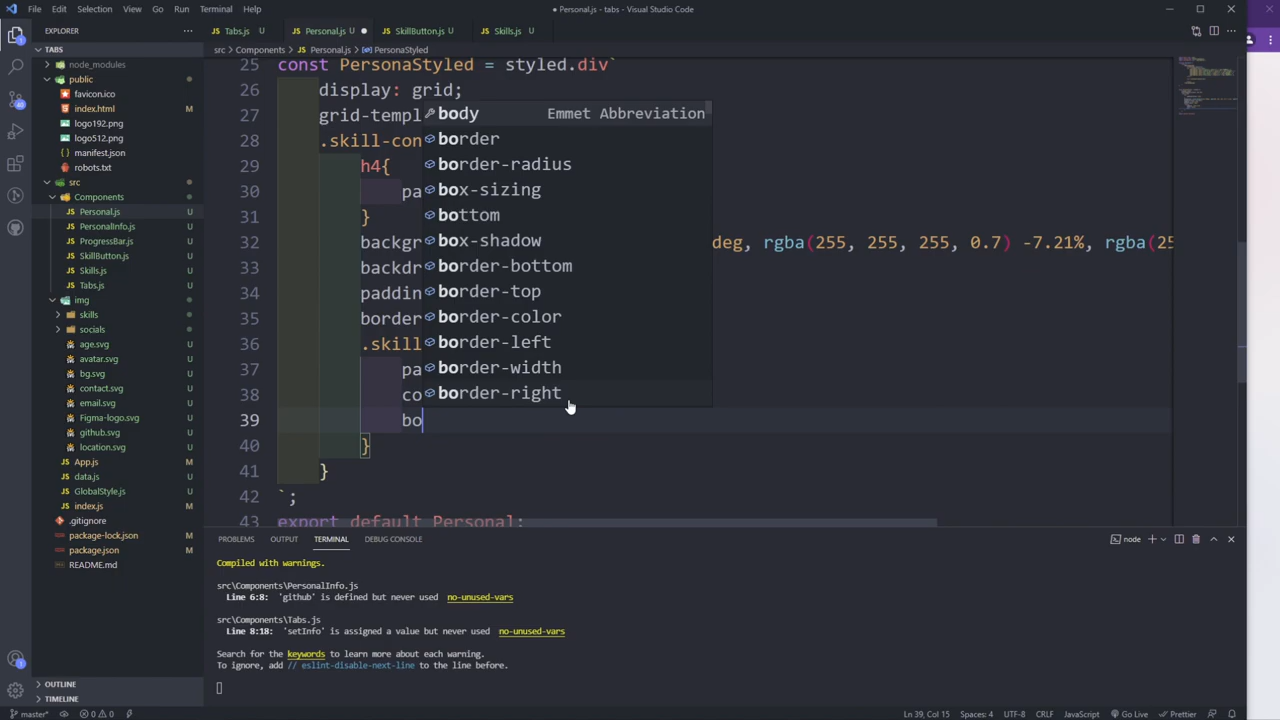 File Edit Selection View Go Run Terminal Help
● Personal.js - tabs - Visual Studio Code
EXPLORER
TABS
node_modules
public
favicon.ico
index.html M
logo192.png
logo512.png
manifest.json
robots.txt
src
Components
Personal.js U
PersonalInfo.js U
ProgressBar.js U
SkillButton.js U
Skills.js U
Tabs.js U
img
skills
socials
age.svg U
avatar.svg U
bg.svg U
contact.svg U
email.svg U
Figma-logo.svg U
github.svg U
location.svg U
App.js M
data.js U
GlobalStyle.js U
index.js M
.gitignore
package-lock.json M
package.json M
README.md
OUTLINE
TIMELINE
Tabs.js U Personal.js U ● SkillButton.js U Skills.js U
src > Components > Personal.js > PersonaStyled
25 const PersonaStyled = styled.div`
26 display: grid;
27 grid-templ
28 .skill-con
29 h4{
30 pa
31 }
32 backgr deg, rgba(255, 255, 255, 0.7) -7.21%, rgba(25
33 backdr
34 paddin
35 border
36 .skill
37 pa
38 co
39 bo
40 }
41 }
42 `;
43 export default Personal;
body Emmet Abbreviation
border
border-radius
box-sizing
bottom
box-shadow
border-bottom
border-top
border-color
border-left
border-width
border-right
PROBLEMS OUTPUT TERMINAL DEBUG CONSOLE
node
Compiled with warnings.
src\Components\PersonalInfo.js
Line 6:8: 'github' is defined but never used no-unused-vars
src\Components\Tabs.js
Line 8:18: 'setInfo' is assigned a value but never used no-unused-vars
Search for the keywords to learn more about each warning.
To ignore, add // eslint-disable-next-line to the line before.
master* 0 0 Ln 39, Col 15 Spaces: 4 UTF-8 CRLF JavaScript Go Live Prettier